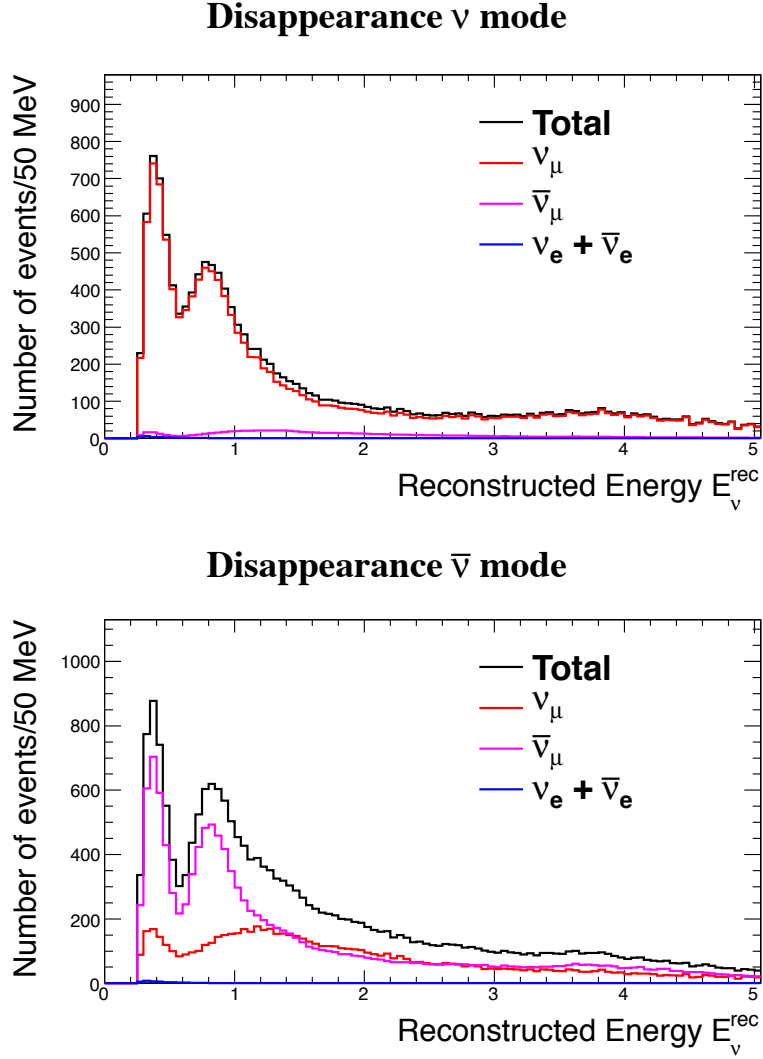 Disappearance ν mode
Number of events/50 MeV
900
800
700
600
500
400
300
200
100
0
Total
ν_μ
ν̅_μ
ν_e + ν̅_e
0 1 2 3 4 5
Reconstructed Energy E_ν^rec
Disappearance ν̅ mode
Number of events/50 MeV
1000
800
600
400
200
0
Total
ν_μ
ν̅_μ
ν_e + ν̅_e
0 1 2 3 4 5
Reconstructed Energy E_ν^rec